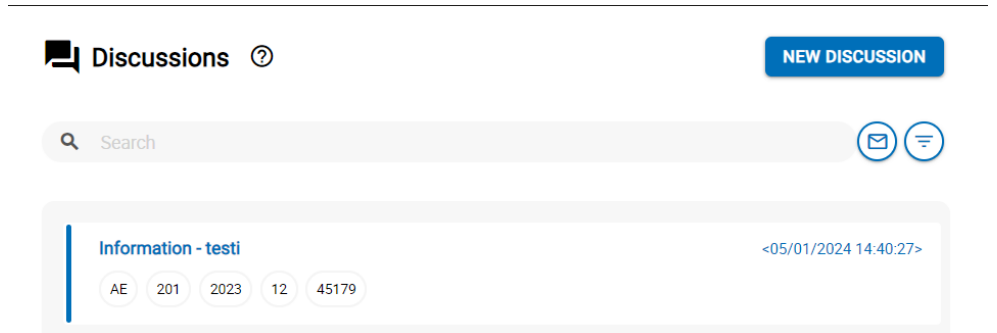 Discussions
NEW DISCUSSION
Search
Information - testi <05/01/2024 14:40:27>
AE 201 2023 12 45179